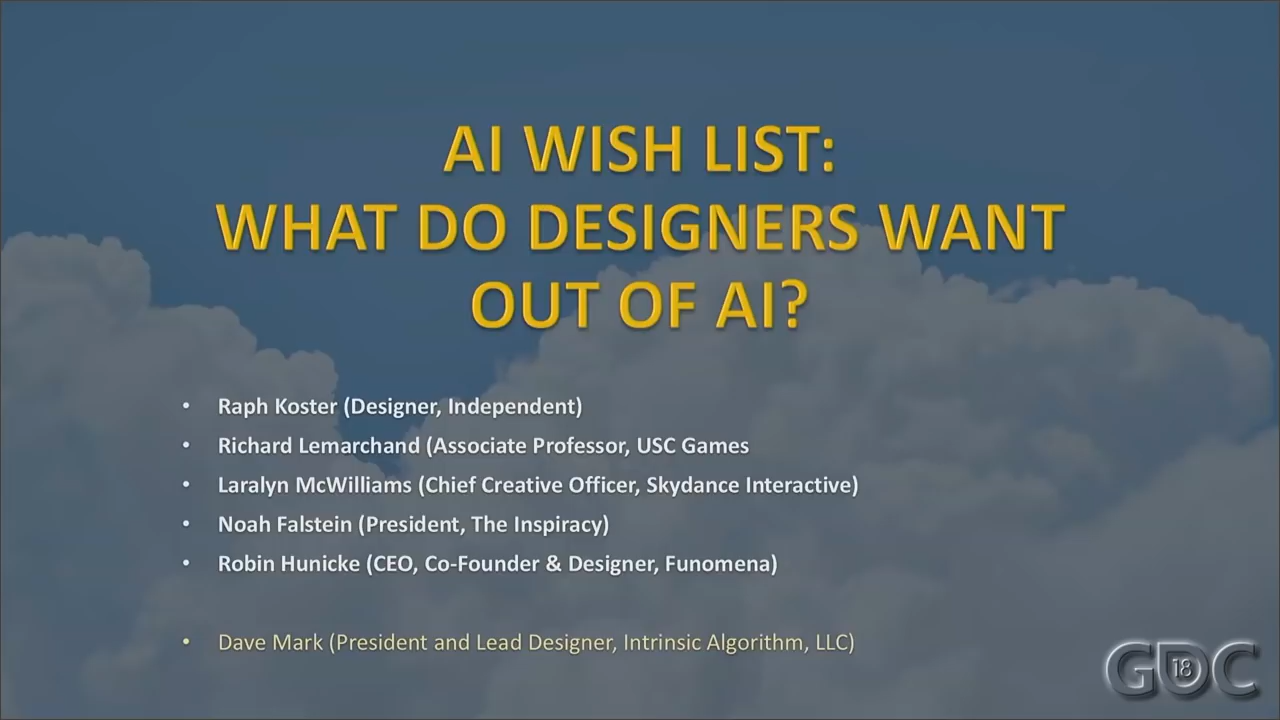 AI WISH LIST:
WHAT DO DESIGNERS WANT
OUT OF AI?
• Raph Koster (Designer, Independent)
• Richard Lemarchand (Associate Professor, USC Games
• Laralyn McWilliams (Chief Creative Officer, Skydance Interactive)
• Noah Falstein (President, The Inspiracy)
• Robin Hunicke (CEO, Co-Founder & Designer, Funomena)
• Dave Mark (President and Lead Designer, Intrinsic Algorithm, LLC)
GDC 18